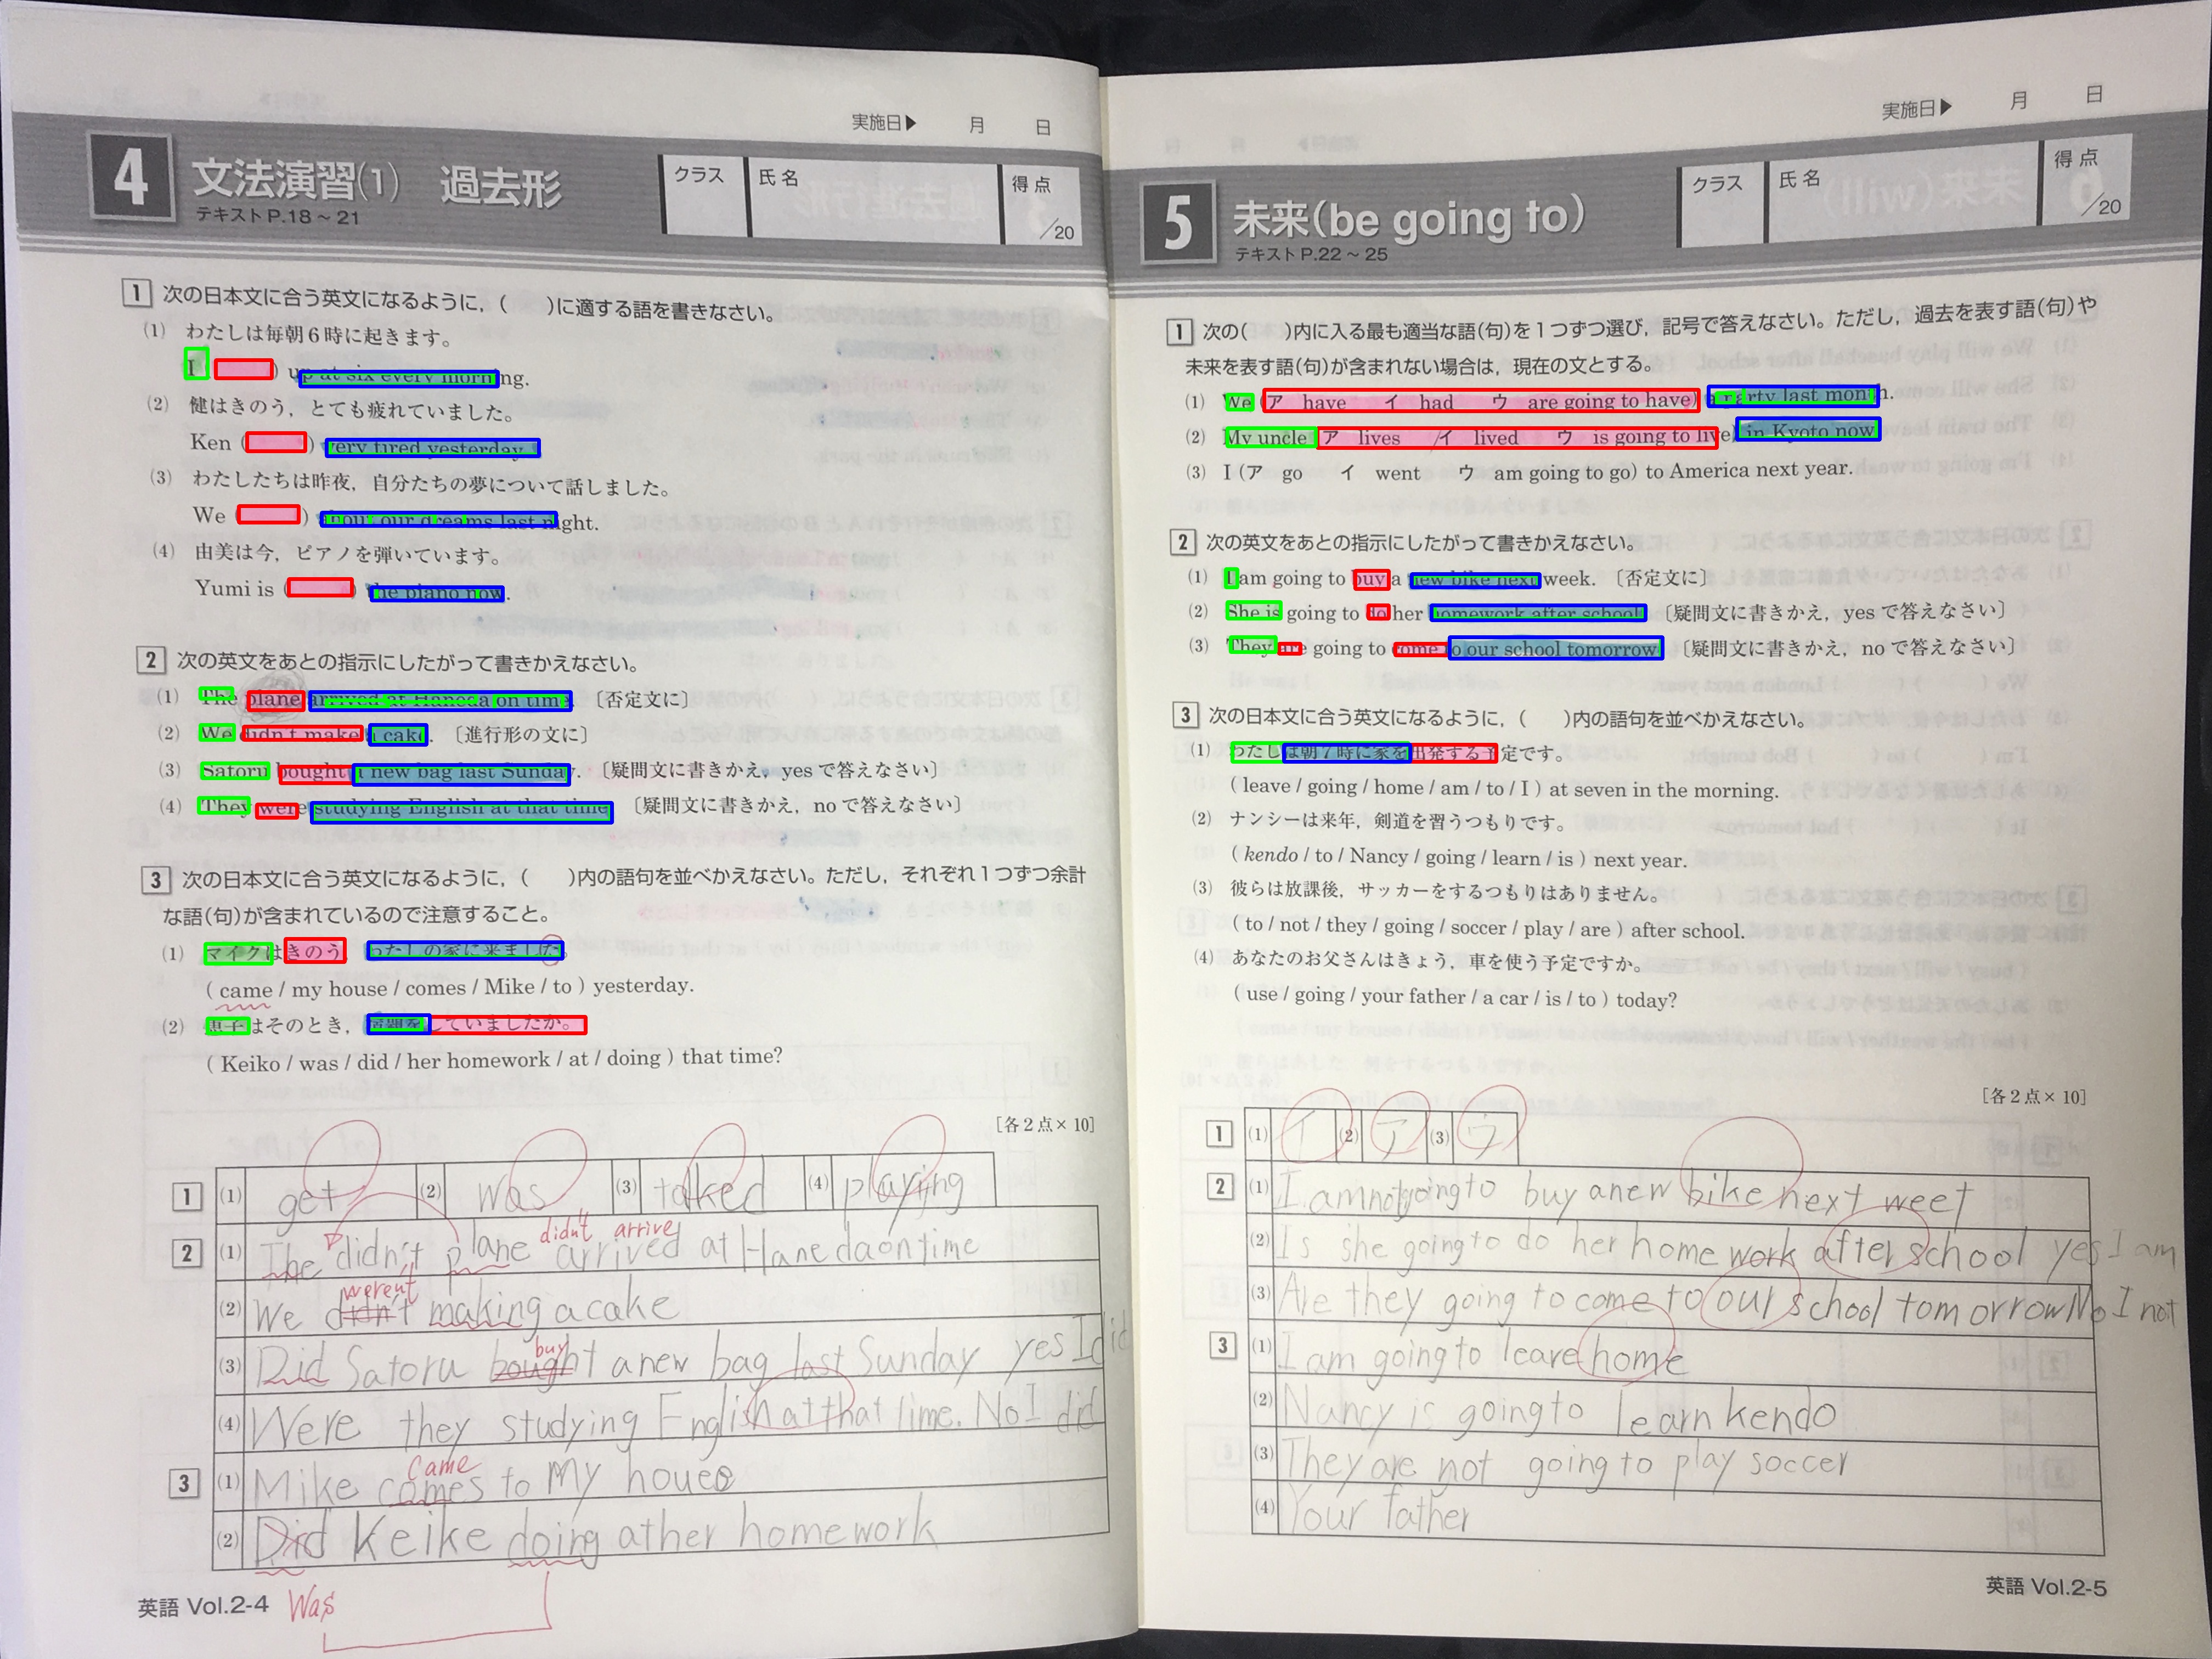 実施日▶ 月 日
4 文法演習(1) 過去形
テキストP.18～21
クラス 氏名 得点 /20
1 次の日本文に合う英文になるように，( )に適する語を書きなさい。
(1) わたしは毎朝6時に起きます。
I ( ) up at six every morning.
(2) 健はきのう，とても疲れていました。
Ken ( ) very tired yesterday.
(3) わたしたちは昨夜，自分たちの夢について話しました。
We ( ) about our dreams last night.
(4) 由美は今，ピアノを弾いています。
Yumi is ( ) the piano now.
2 次の英文をあとの指示にしたがって書きかえなさい。
(1) The plane arrived at Haneda on time. 〔否定文に〕
(2) We didn't make a cake. 〔進行形の文に〕
(3) Satoru bought a new bag last Sunday. 〔疑問文に書きかえ，yesで答えなさい〕
(4) They were studying English at that time. 〔疑問文に書きかえ，noで答えなさい〕
3 次の日本文に合う英文になるように，( )内の語句を並べかえなさい。ただし，それぞれ1つずつ余計
な語(句)が含まれているので注意すること。
(1) マイクはきのう，わたしの家に来ました。
( came / my house / comes / Mike / to ) yesterday.
(2) 恵子はそのとき，宿題をしていましたか。
( Keiko / was / did / her homework / at / doing ) that time?
[各2点×10]
1 (1) get (2) was (3) talked (4) playing
didn't arrive
2 (1) The didn't plane arrived at Haneda on time
weren't
(2) We didn't making a cake
buy
(3) Did Satoru bought a new bag last Sunday yes I did
(4) Were they studying English at that time. No I did
came
3 (1) Mike comes to my houes
(2) Did Keike doing ather homework
Was
英語 Vol.2-4
実施日▶ 月 日
5 未来(be going to)
テキストP.22～25
クラス 氏名 得点 /20
1 次の( )内に入る最も適当な語(句)を1つずつ選び，記号で答えなさい。ただし，過去を表す語(句)や
未来を表す語(句)が含まれない場合は，現在の文とする。
(1) We (ア have イ had ウ are going to have) a party last month.
(2) My uncle (ア lives イ lived ウ is going to live) in Kyoto now.
(3) I (ア go イ went ウ am going to go) to America next year.
2 次の英文をあとの指示にしたがって書きかえなさい。
(1) I am going to buy a new bike next week. 〔否定文に〕
(2) She is going to do her homework after school. 〔疑問文に書きかえ，yesで答えなさい〕
(3) They are going to come to our school tomorrow. 〔疑問文に書きかえ，noで答えなさい〕
3 次の日本文に合う英文になるように，( )内の語句を並べかえなさい。
(1) わたしは朝7時に家を出発する予定です。
( leave / going / home / am / to / I ) at seven in the morning.
(2) ナンシーは来年，剣道を習うつもりです。
( kendo / to / Nancy / going / learn / is ) next year.
(3) 彼らは放課後，サッカーをするつもりはありません。
( to / not / they / going / soccer / play / are ) after school.
(4) あなたのお父さんはきょう，車を使う予定ですか。
( use / going / your father / a car / is / to ) today?
[各2点×10]
1 (1) イ (2) ア (3) ウ
2 (1) I am not going to buy a new bike next weet
(2) Is she going to do her home work after school yes I am
(3) Are they going to come to our school tomorrow No I not
3 (1) I am going to leave home
(2) Nancy is going to learn kendo
(3) They are not going to play soccer
(4) Your father
英語 Vol.2-5